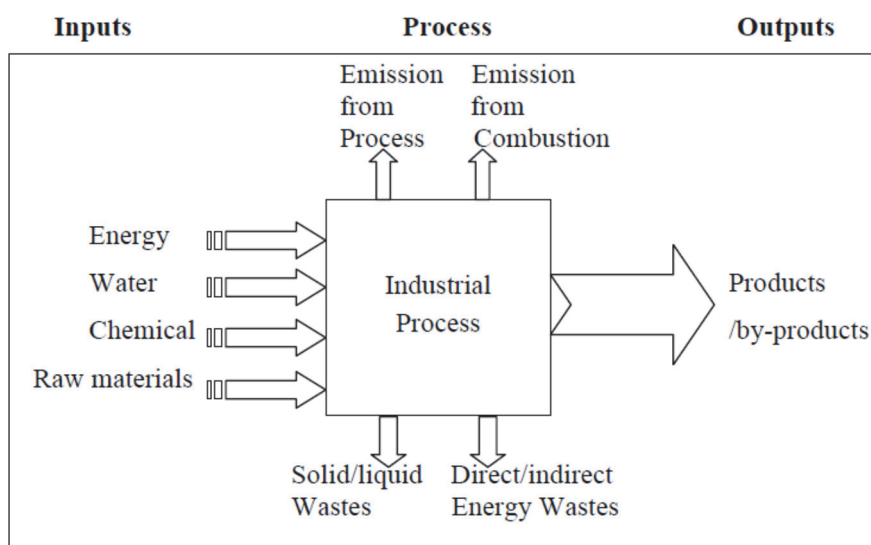 Inputs
Process
Outputs
Emission
from
Process
Emission
from
Combustion
Energy
Water
Chemical
Raw materials
Industrial
Process
Products
/by-products
Solid/liquid
Wastes
Direct/indirect
Energy Wastes